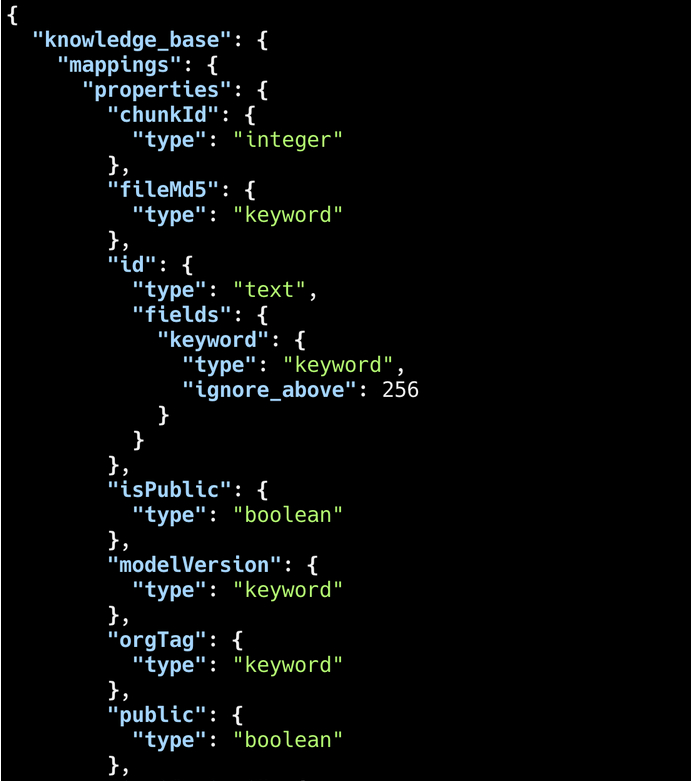 {
  "knowledge_base": {
    "mappings": {
      "properties": {
        "chunkId": {
          "type": "integer"
        },
        "fileMd5": {
          "type": "keyword"
        },
        "id": {
          "type": "text",
          "fields": {
            "keyword": {
              "type": "keyword",
              "ignore_above": 256
            }
          }
        },
        "isPublic": {
          "type": "boolean"
        },
        "modelVersion": {
          "type": "keyword"
        },
        "orgTag": {
          "type": "keyword"
        },
        "public": {
          "type": "boolean"
        },